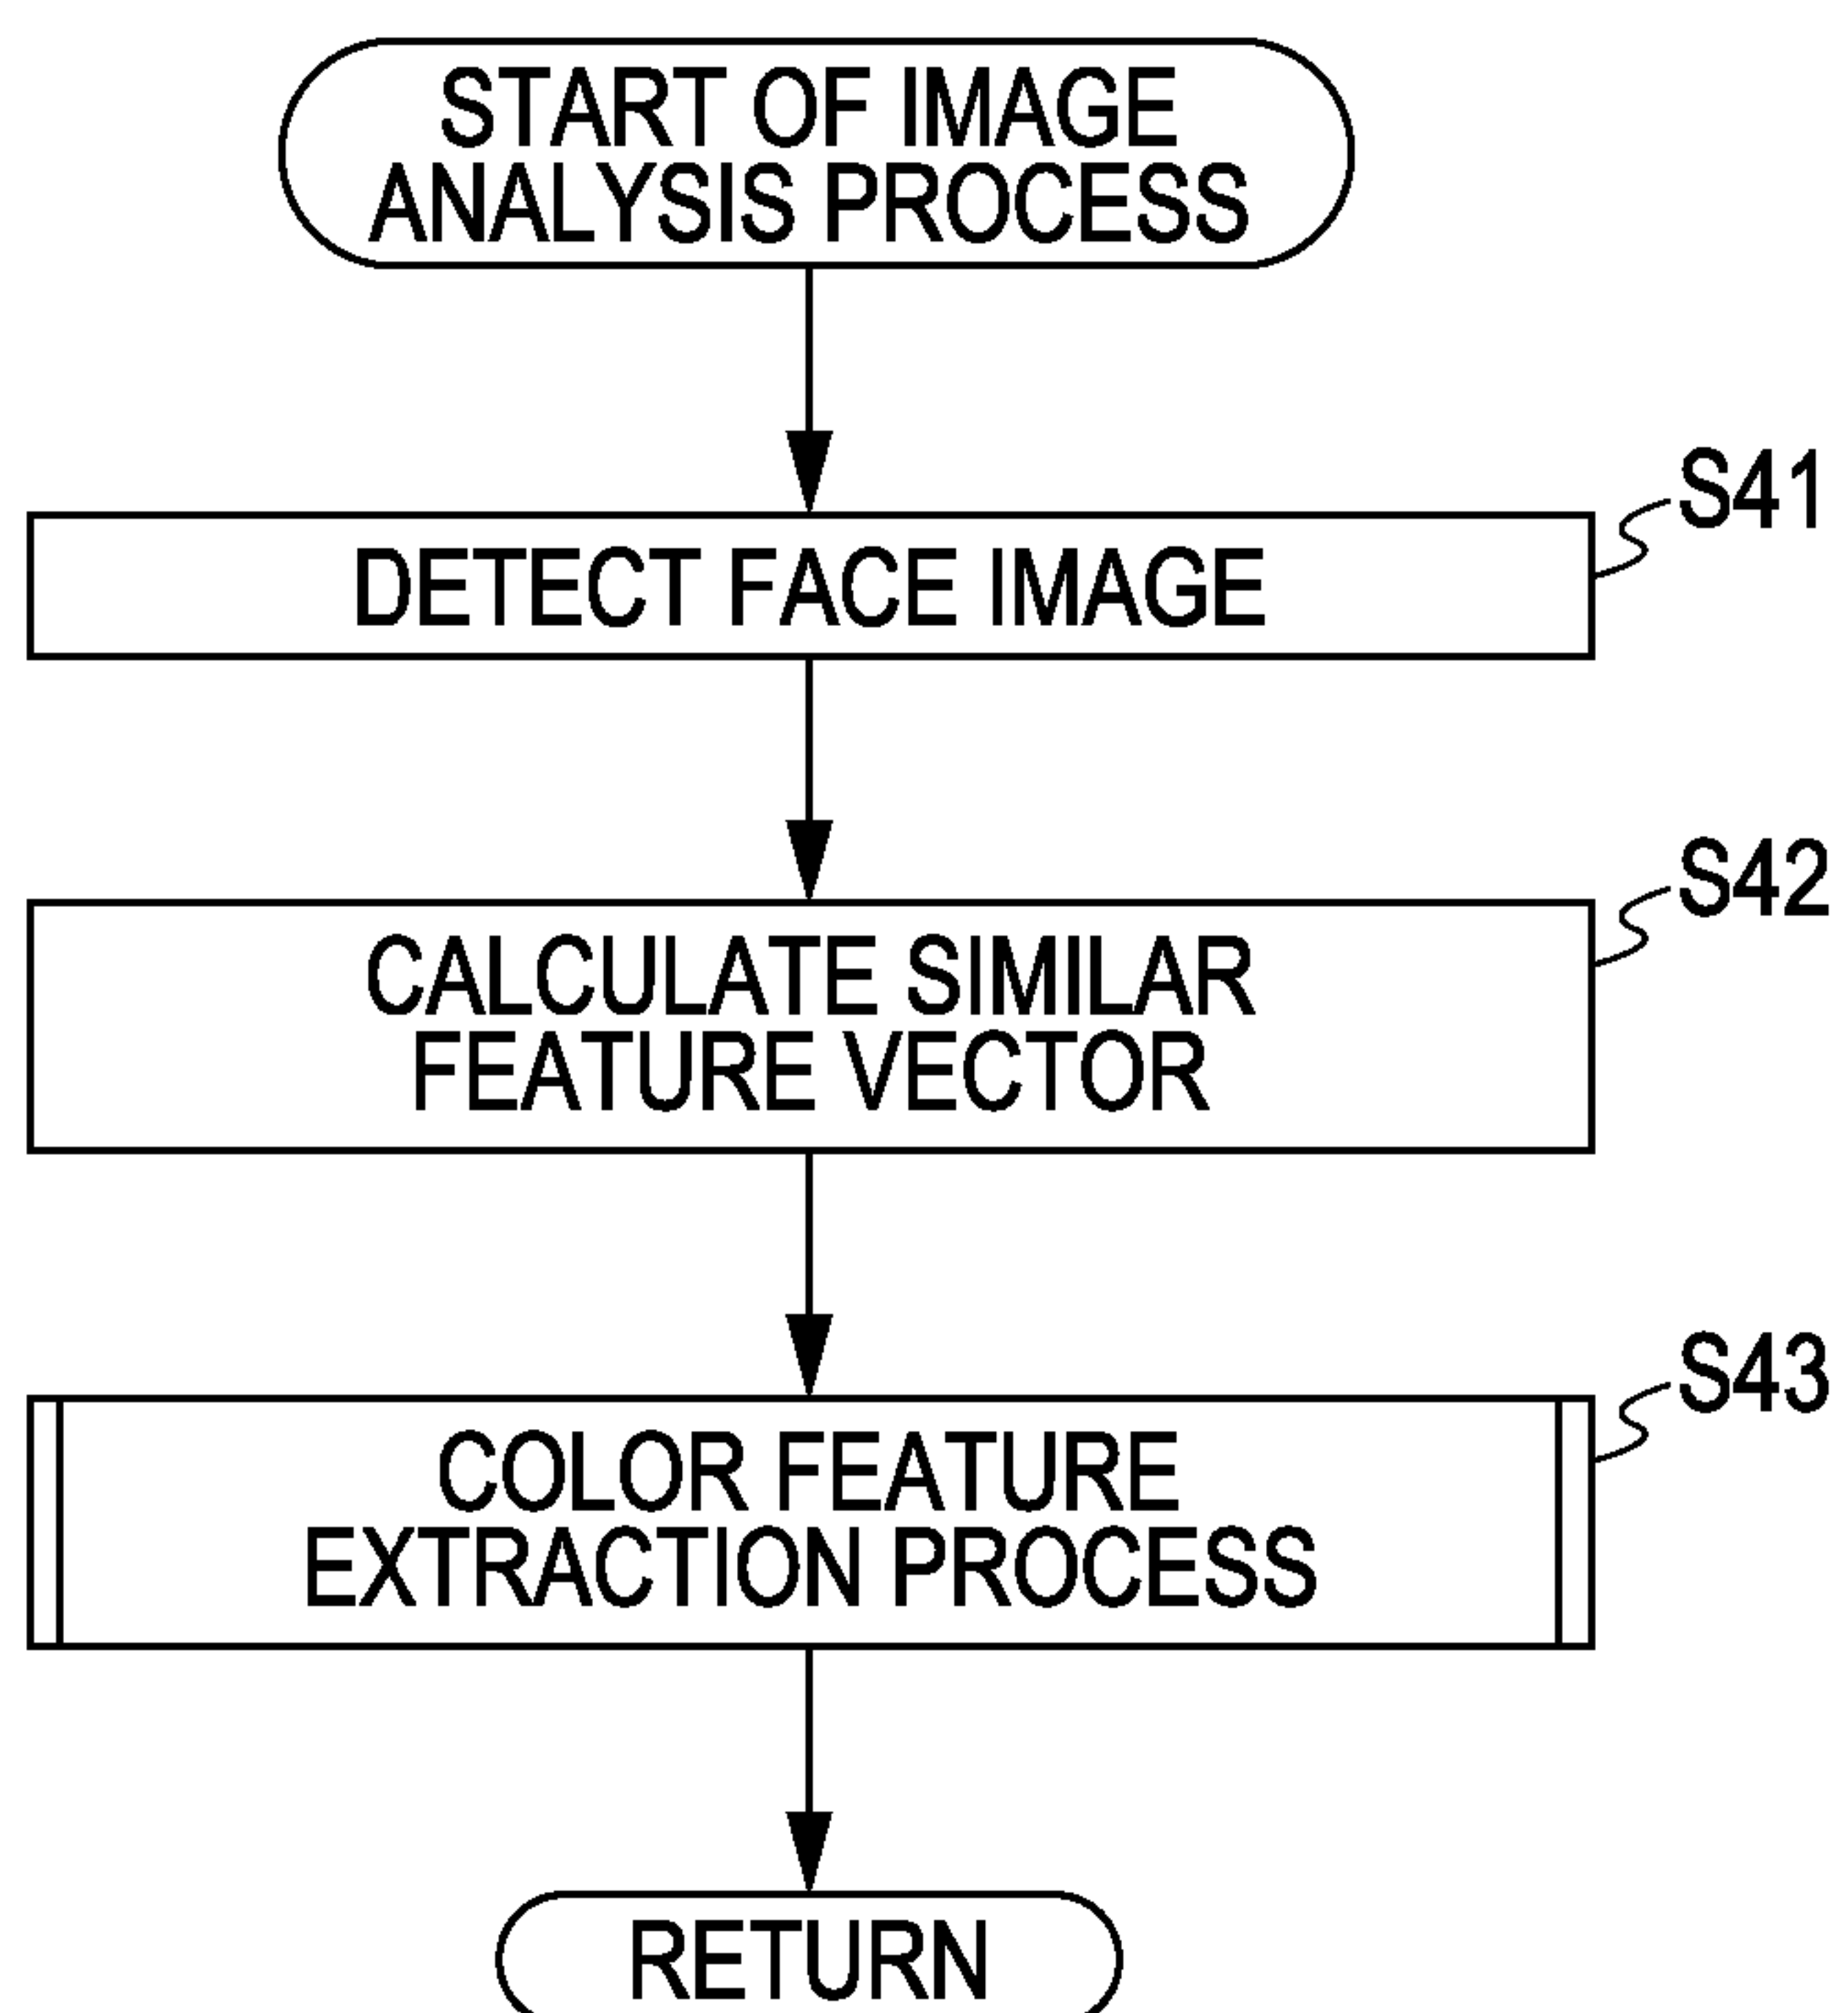 START OF IMAGE
ANALYSIS PROCESS
S41
DETECT FACE IMAGE
S42
CALCULATE SIMILAR
FEATURE VECTOR
S43
COLOR FEATURE
EXTRACTION PROCESS
RETURN